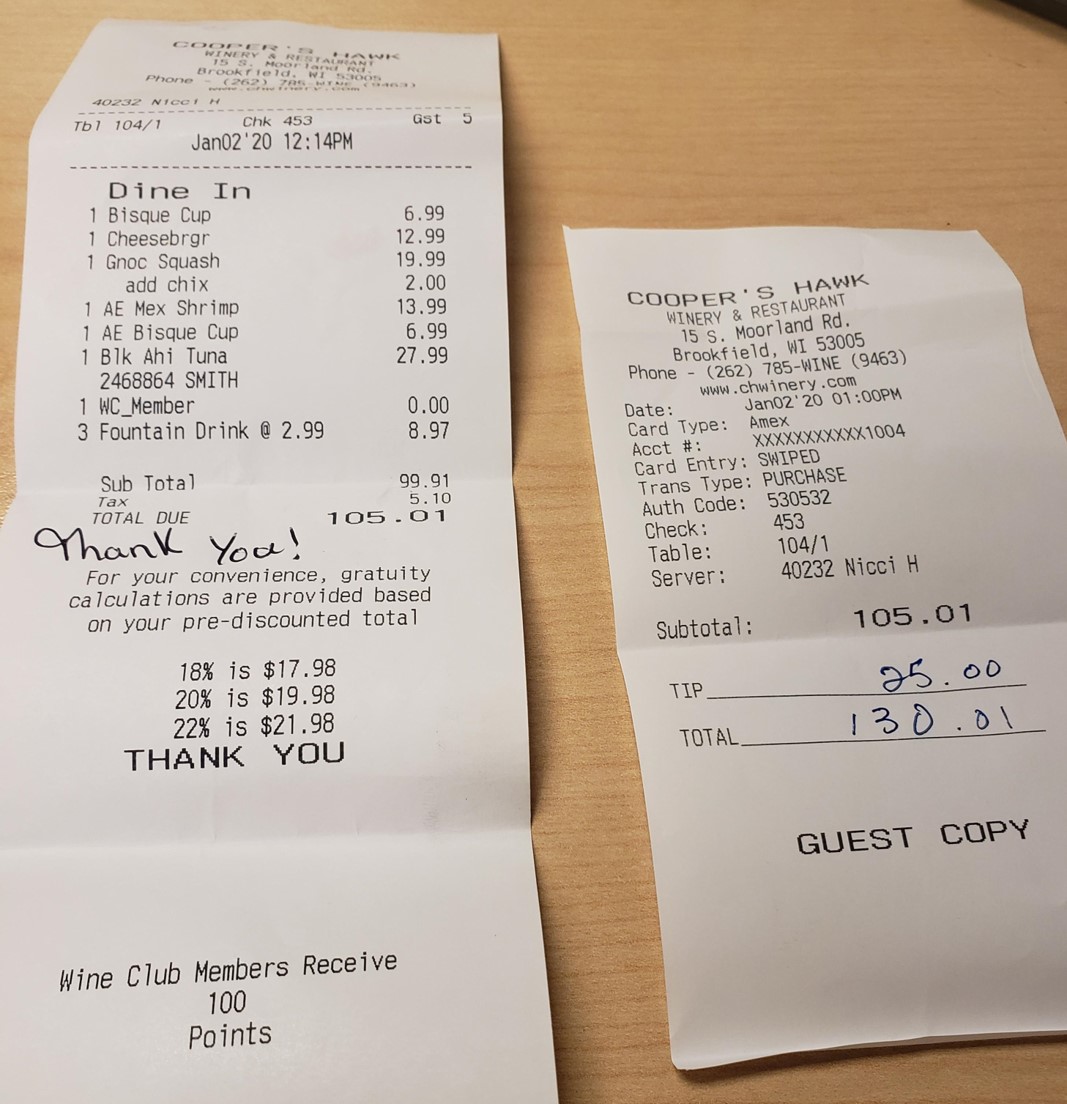 COOPER'S HAWK
WINERY & RESTAURANT
15 S. Moorland Rd.
Brookfield, WI 53005
Phone - (262) 785-WINE (9463)
www.chwinery.com
40232 Nicci H
Tbl 104/1 Chk 453 Gst 5
Jan02'20 12:14PM
Dine In
1 Bisque Cup 6.99
1 Cheesebrgr 12.99
1 Gnoc Squash 19.99
add chix 2.00
1 AE Mex Shrimp 13.99
1 AE Bisque Cup 6.99
1 Blk Ahi Tuna 27.99
2468864 SMITH
1 WC_Member 0.00
3 Fountain Drink @ 2.99 8.97
Sub Total 99.91
Tax 5.10
TOTAL DUE 105.01
Thank You!
For your convenience, gratuity
calculations are provided based
on your pre-discounted total
18% is $17.98
20% is $19.98
22% is $21.98
THANK YOU
Wine Club Members Receive
100
Points
COOPER'S HAWK
WINERY & RESTAURANT
15 S. Moorland Rd.
Brookfield, WI 53005
Phone - (262) 785-WINE (9463)
www.chwinery.com
Date: Jan02'20 01:00PM
Card Type: Amex
Acct #: XXXXXXXXXXX1004
Card Entry: SWIPED
Trans Type: PURCHASE
Auth Code: 530532
Check: 453
Table: 104/1
Server: 40232 Nicci H
Subtotal: 105.01
TIP 25.00
TOTAL 130.01
GUEST COPY